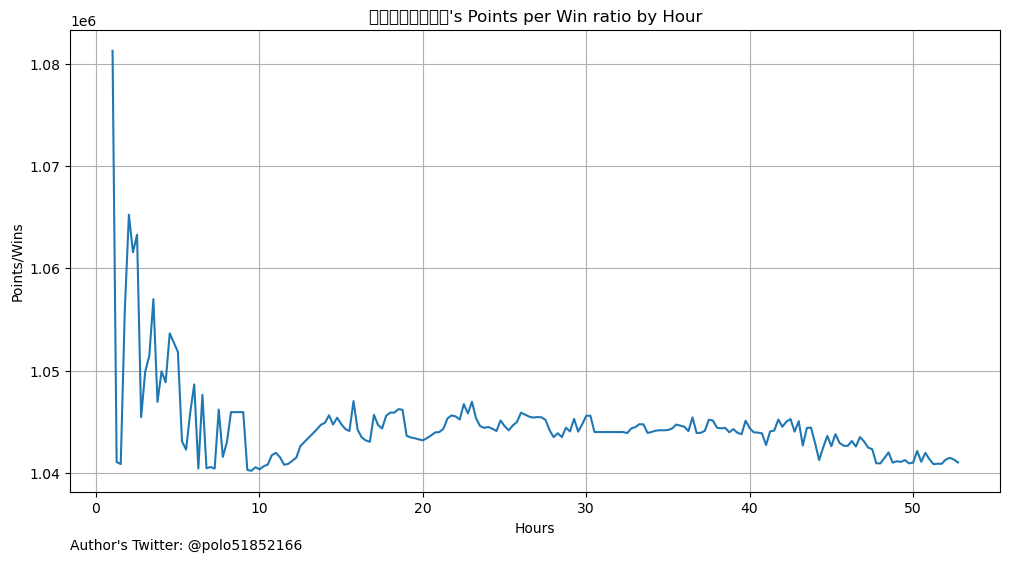 's Points per Win ratio by Hour
1e6
1.08
1.07
1.06
1.05
1.04
Points/Wins
0 10 20 30 40 50
Hours
Author's Twitter: @polo51852166